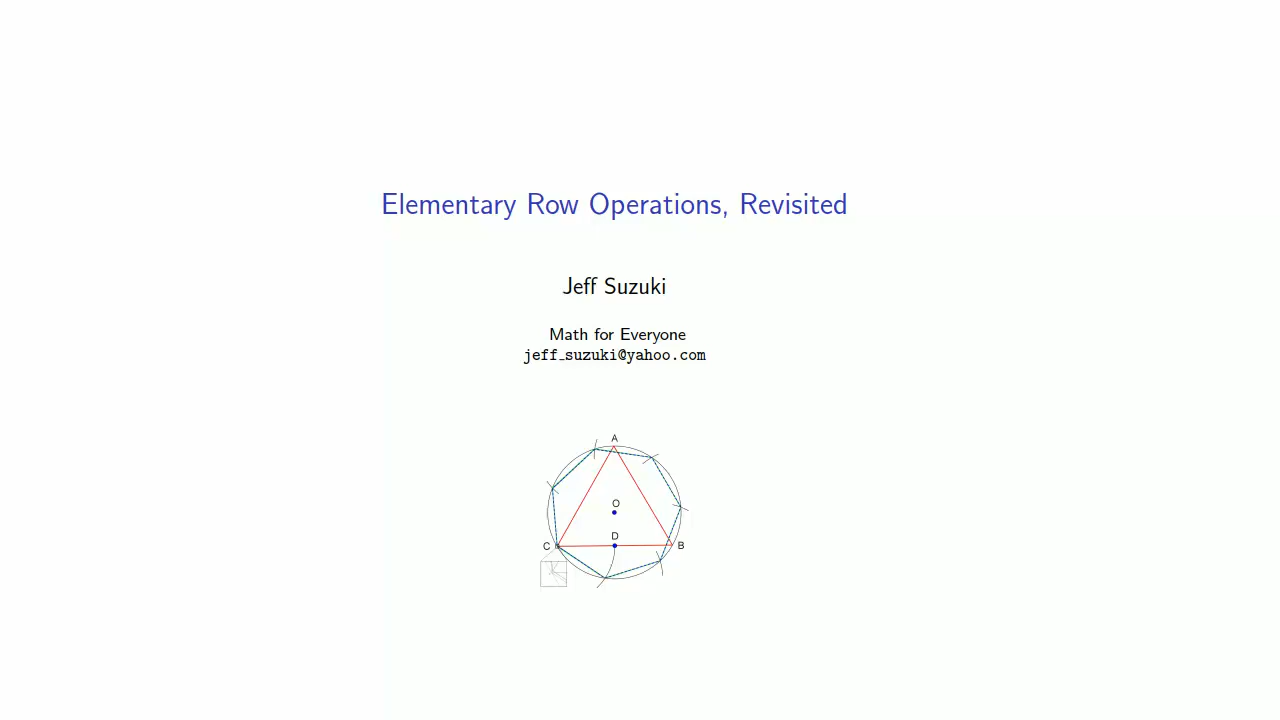 Elementary Row Operations, Revisited
Jeff Suzuki
Math for Everyone
jeff_suzuki@yahoo.com
A
O
D
C
B